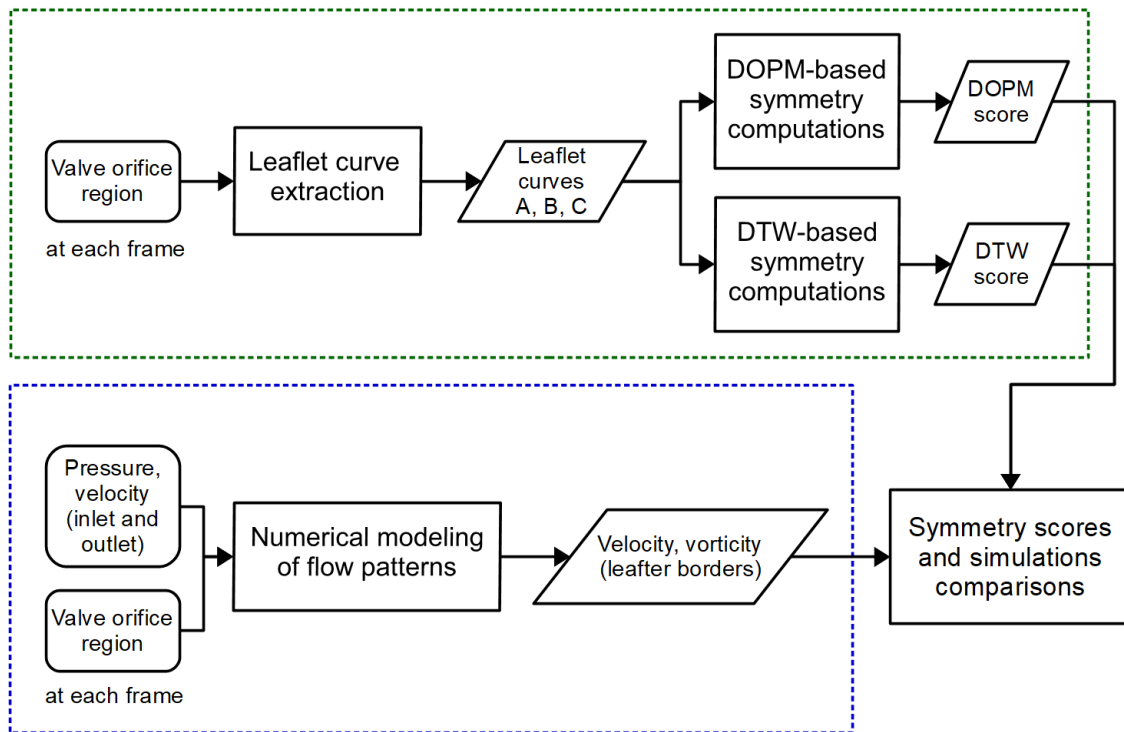 Valve orifice
region
at each frame
Leaflet curve
extraction
Leaflet
curves
A, B, C
DOPM-based
symmetry
computations
DOPM
score
DTW-based
symmetry
computations
DTW
score
Pressure,
velocity
(inlet and
outlet)
Valve orifice
region
at each frame
Numerical modeling
of flow patterns
Velocity, vorticity
(leafter borders)
Symmetry scores
and simulations
comparisons